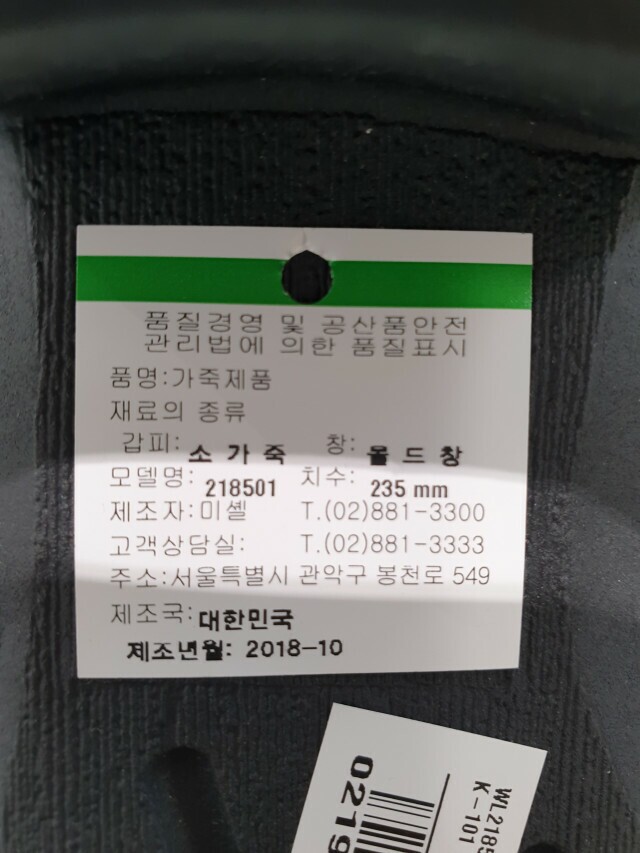 품질경영 및 공산품안전
관리법에 의한 품질표시
품명:가죽제품
재료의 종류
갑피: 소 가 죽 창: 몰 드 창
모델명: 218501 치수: 235 mm
제조자:미셸 T.(02)881-3300
고객상담실: T.(02)881-3333
주소:서울특별시 관악구 봉천로 549
제조국: 대한민국
제조년월: 2018-10
WL2185
K-101
0219